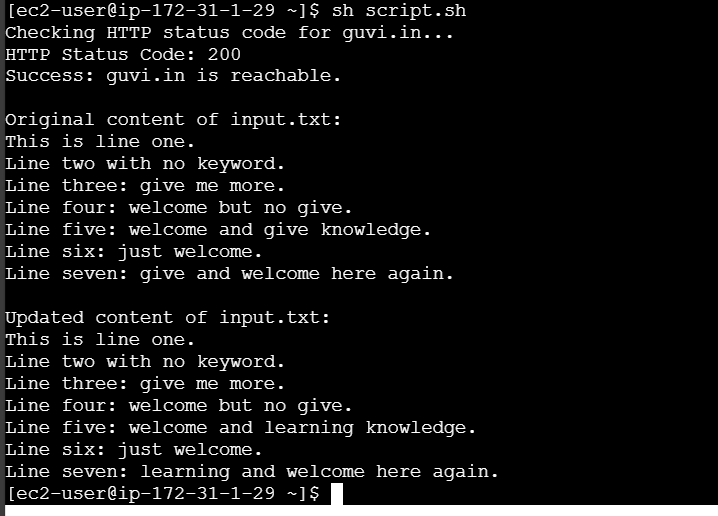 [ec2-user@ip-172-31-1-29 ~]$ sh script.sh
Checking HTTP status code for guvi.in...
HTTP Status Code: 200
Success: guvi.in is reachable.

Original content of input.txt:
This is line one.
Line two with no keyword.
Line three: give me more.
Line four: welcome but no give.
Line five: welcome and give knowledge.
Line six: just welcome.
Line seven: give and welcome here again.

Updated content of input.txt:
This is line one.
Line two with no keyword.
Line three: give me more.
Line four: welcome but no give.
Line five: welcome and learning knowledge.
Line six: just welcome.
Line seven: learning and welcome here again.
[ec2-user@ip-172-31-1-29 ~]$